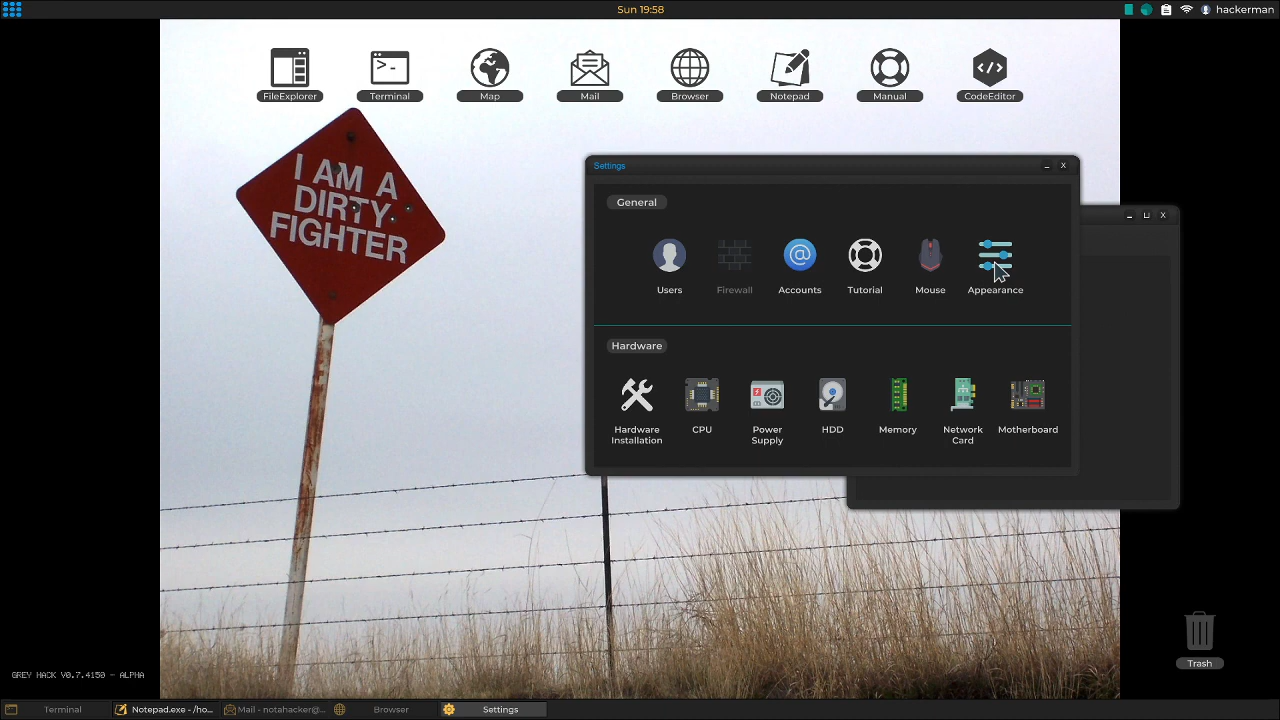 Sun 19:58
hackerman
FileExplorer
Terminal
Map
Mail
Browser
Notepad
Manual
CodeEditor
I AM A
DIRTY
FIGHTER
Settings
General
Users
Firewall
Accounts
Tutorial
Mouse
Appearance
Hardware
Hardware
Installation
CPU
Power
Supply
HDD
Memory
Network
Card
Motherboard
Trash
GREY HACK V0.7.4150 - ALPHA
Terminal
Notepad.exe - /ho...
Mail - notahacker@...
Browser
Settings